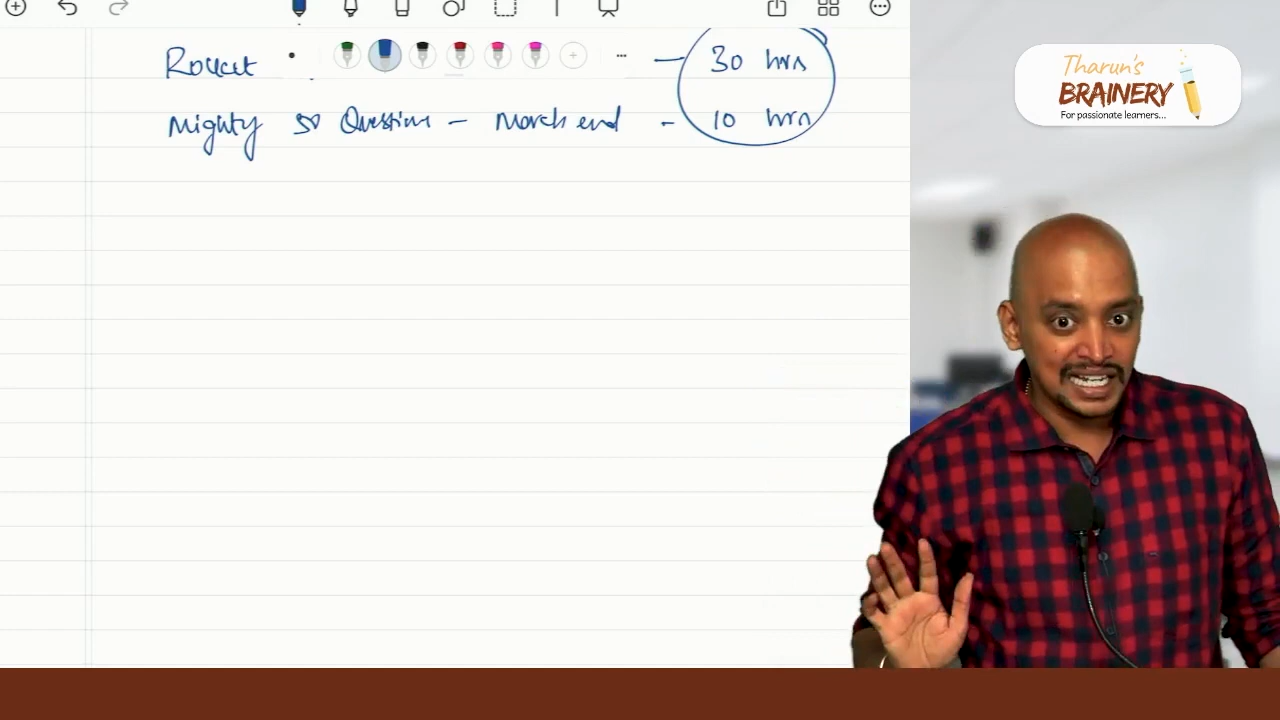 Rocket — 30 hrs
Mighty 50 Question – March end - 10 hrs
Tharun's
BRAINERY
For passionate learners...